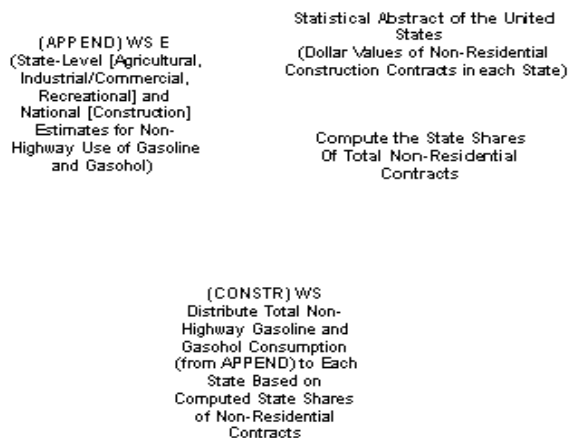 (APPEND) WS E
(State-Level [Agricultural,
Industrial/Commercial,
Recreational] and
National [Construction]
Estimates for Non-
Highway Use of Gasoline
and Gasohol)
Statistical Abstract of the United
States
(Dollar Values of Non-Residential
Construction Contracts in each State)
Compute the State Shares
Of Total Non-Residential
Contracts
(CONSTR) WS
Distribute Total Non-
Highway Gasoline and
Gasohol Consumption
(from APPEND) to Each
State Based on
Computed State Shares
of Non-Residential
Contracts